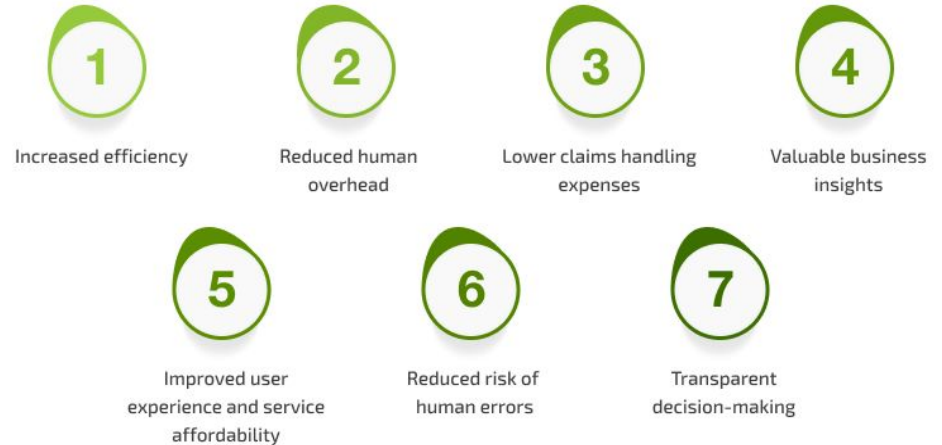 1
2
3
4
Increased efficiency
Reduced human
overhead
Lower claims handling
expenses
Valuable business
insights
5
6
7
Improved user
experience and service
affordability
Reduced risk of
human errors
Transparent
decision-making